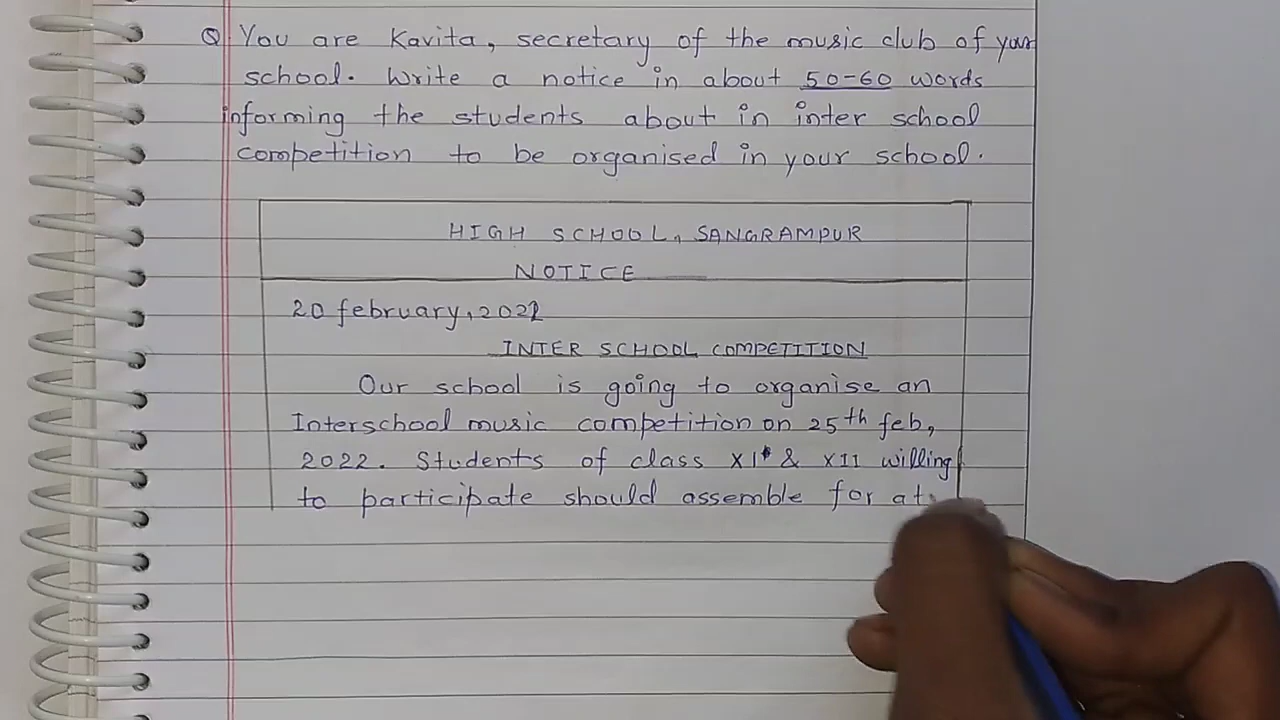 Q You are Kavita, secretary of the music club of your
school. Write a notice in about 50-60 words
informing the students about in inter school
competition to be organised in your school.
HIGH SCHOOL, SANGRAMPUR
NOTICE
20 february, 2022
INTER SCHOOL COMPETITION
Our school is going to organise an
Interschool music competition on 25th feb,
2022. Students of class XI & XII willing
to participate should assemble for at